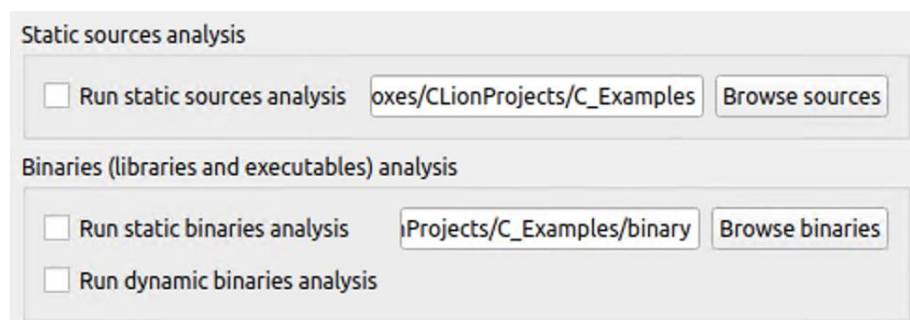 Static sources analysis
Run static sources analysis oxes/CLionProjects/C_Examples Browse sources
Binaries (libraries and executables) analysis
Run static binaries analysis Projects/C_Examples/binary Browse binaries
Run dynamic binaries analysis